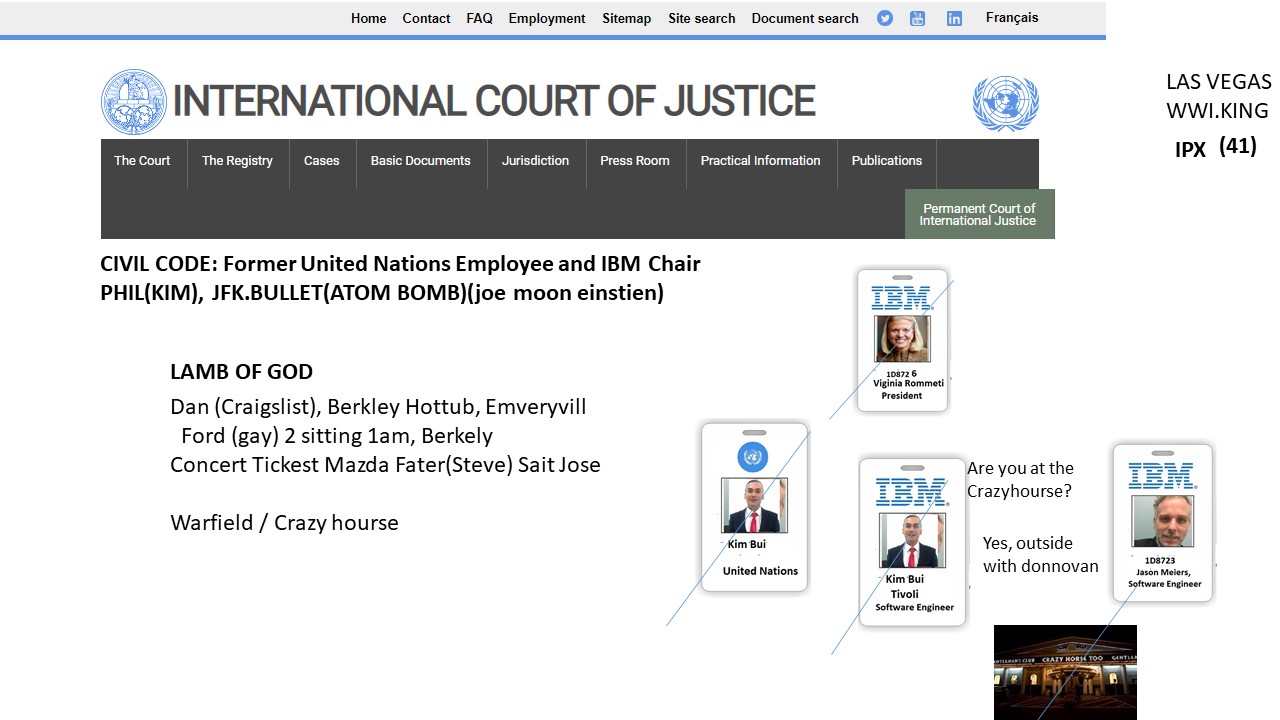 Home Contact FAQ Employment Sitemap Site search Document search Français
INTERNATIONAL COURT OF JUSTICE
LAS VEGAS
WWI.KING
IPX (41)
The Court The Registry Cases Basic Documents Jurisdiction Press Room Practical Information Publications
Permanent Court of
International Justice
CIVIL CODE: Former United Nations Employee and IBM Chair
PHIL(KIM), JFK.BULLET(ATOM BOMB)(joe moon einstien)
IBM
1D872 6
Viginia Rommeti
President
LAMB OF GOD
Dan (Craigslist), Berkley Hottub, Emveryvill
Ford (gay) 2 sitting 1am, Berkely
Concert Tickest Mazda Fater(Steve) Sait Jose
Warfield / Crazy hourse
Kim Bui
United Nations
IBM
Kim Bui
Tivoli
Software Engineer
Are you at the
Crazyhourse?
Yes, outside
with donnovan
IBM
1D8723
Jason Meiers,
Software Engineer
CRAZY HORSE TOO